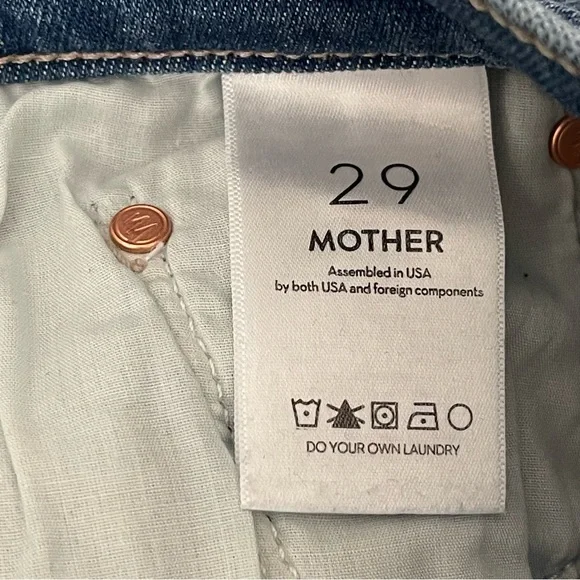 29
MOTHER
Assembled in USA
by both USA and foreign components
DO YOUR OWN LAUNDRY